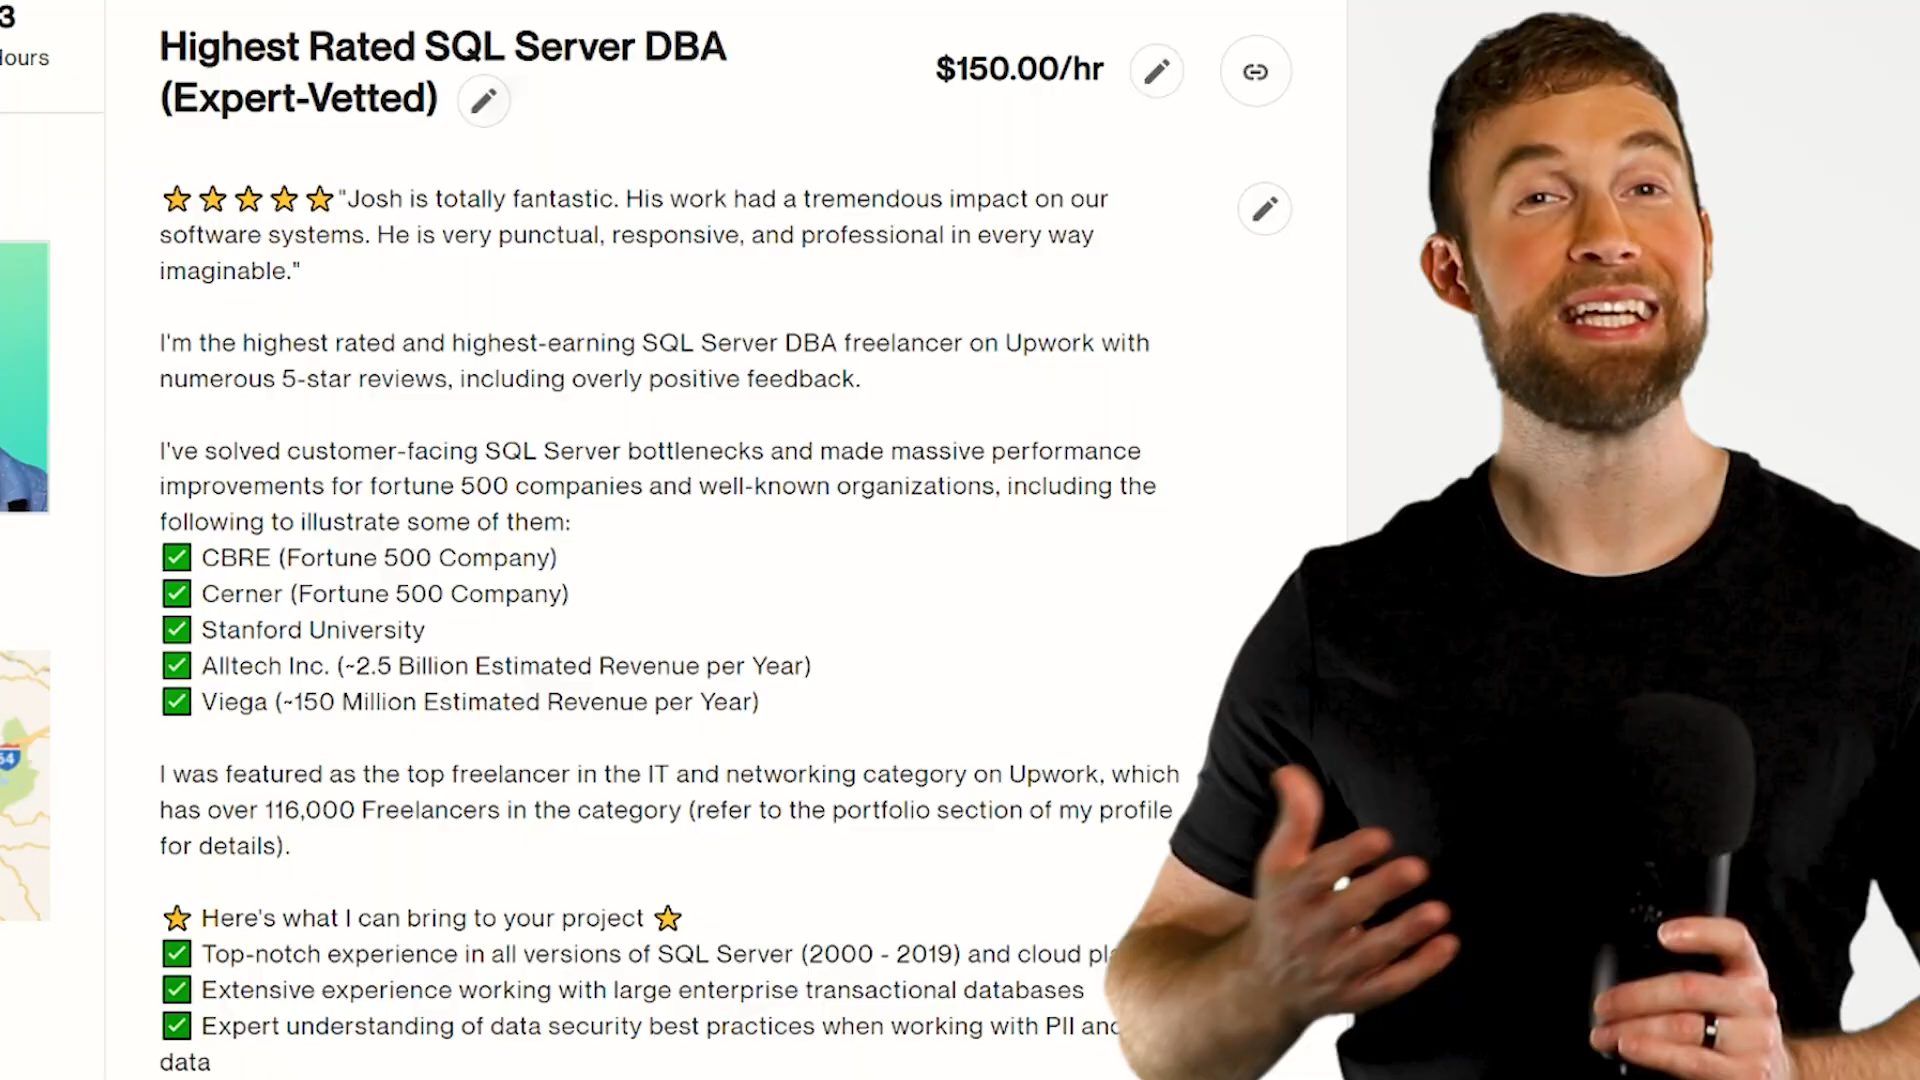 3
Hours
Highest Rated SQL Server DBA
(Expert-Vetted)
$150.00/hr
"Josh is totally fantastic. His work had a tremendous impact on our
software systems. He is very punctual, responsive, and professional in every way
imaginable."
I'm the highest rated and highest-earning SQL Server DBA freelancer on Upwork with
numerous 5-star reviews, including overly positive feedback.
I've solved customer-facing SQL Server bottlenecks and made massive performance
improvements for fortune 500 companies and well-known organizations, including the
following to illustrate some of them:
CBRE (Fortune 500 Company)
Cerner (Fortune 500 Company)
Stanford University
Alltech Inc. (~2.5 Billion Estimated Revenue per Year)
Viega (~150 Million Estimated Revenue per Year)
64
I was featured as the top freelancer in the IT and networking category on Upwork, which
has over 116,000 Freelancers in the category (refer to the portfolio section of my profile
for details).
Here's what I can bring to your project
Top-notch experience in all versions of SQL Server (2000 - 2019) and cloud
Extensive experience working with large enterprise transactional databases
Expert understanding of data security best practices when working with PII and
data